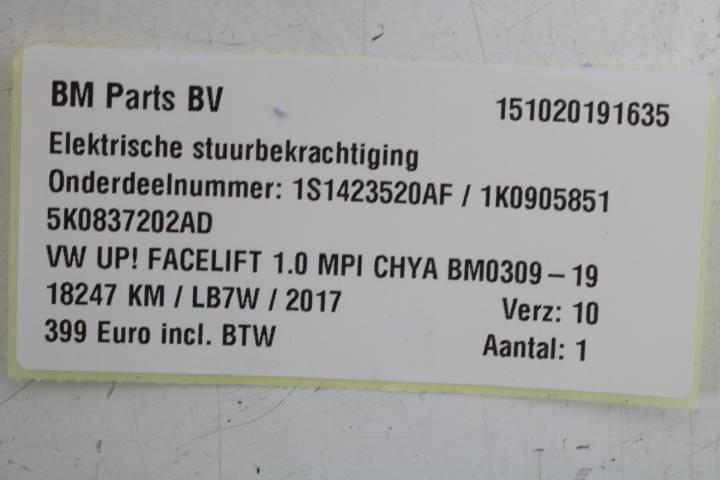 BM Parts BV 151020191635
Elektrische stuurbekrachtiging
Onderdeelnummer: 1S1423520AF / 1K0905851
5K0837202AD
VW UP! FACELIFT 1.0 MPI CHYA BM0309 – 19
18247 KM / LB7W / 2017 Verz: 10
399 Euro incl. BTW Aantal: 1